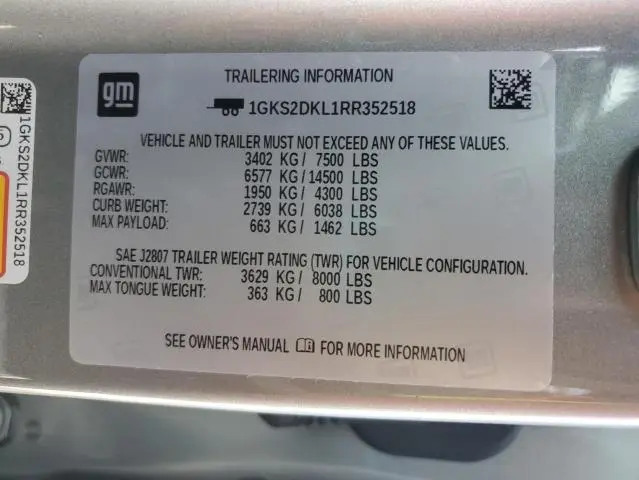 gm
TRAILERING INFORMATION
1GKS2DKL1RR352518
VEHICLE AND TRAILER MUST NOT EXCEED ANY OF THESE VALUES.
GVWR: 3402 KG / 7500 LBS
GCWR: 6577 KG / 14500 LBS
RGAWR: 1950 KG / 4300 LBS
CURB WEIGHT: 2739 KG / 6038 LBS
MAX PAYLOAD: 663 KG / 1462 LBS
SAE J2807 TRAILER WEIGHT RATING (TWR) FOR VEHICLE CONFIGURATION.
CONVENTIONAL TWR: 3629 KG / 8000 LBS
MAX TONGUE WEIGHT: 363 KG / 800 LBS
SEE OWNER'S MANUAL FOR MORE INFORMATION
1GKS2DKL1RR352518